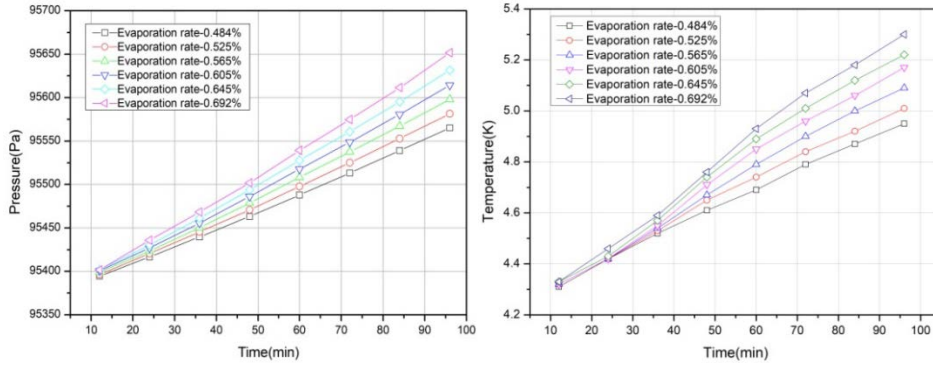 95700
95650
95600
95550
95500
95450
95400
95350
Pressure(Pa)
Evaporation rate-0.484%
Evaporation rate-0.525%
Evaporation rate-0.565%
Evaporation rate-0.605%
Evaporation rate-0.645%
Evaporation rate-0.692%
10 20 30 40 50 60 70 80 90 100
Time(min)
5.4
5.2
5.0
4.8
4.6
4.4
4.2
Temperature(K)
Evaporation rate-0.484%
Evaporation rate-0.525%
Evaporation rate-0.565%
Evaporation rate-0.605%
Evaporation rate-0.645%
Evaporation rate-0.692%
0 10 20 30 40 50 60 70 80 90 100
Time(min)